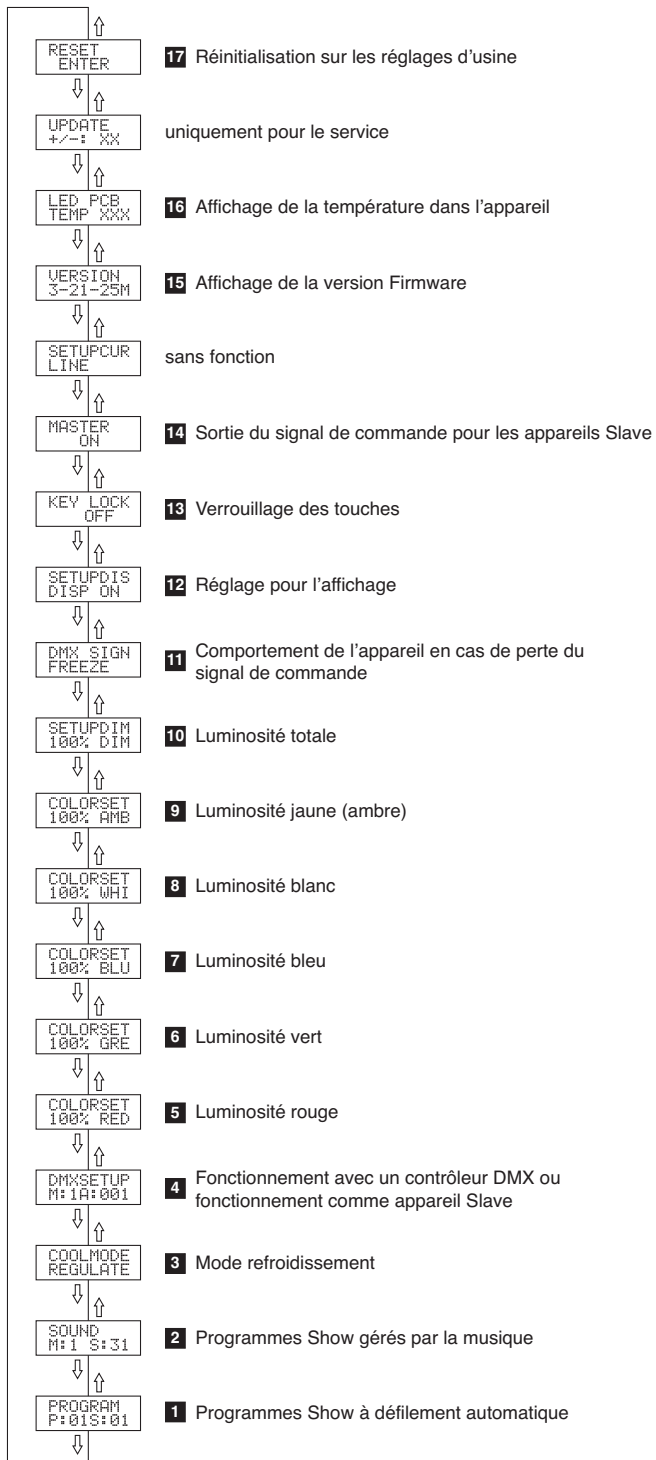 RESET
ENTER
17 Réinitialisation sur les réglages d'usine
UPDATE
+/-: XX
uniquement pour le service
LED PCB
TEMP XXX
16 Affichage de la température dans l'appareil
VERSION
3-21-25M
15 Affichage de la version Firmware
SETUPCUR
LINE
sans fonction
MASTER
ON
14 Sortie du signal de commande pour les appareils Slave
KEY LOCK
OFF
13 Verrouillage des touches
SETUPDIS
DISP ON
12 Réglage pour l'affichage
DMX SIGN
FREEZE
11 Comportement de l'appareil en cas de perte du
signal de commande
SETUPDIM
100% DIM
10 Luminosité totale
COLORSET
100% AMB
9 Luminosité jaune (ambre)
COLORSET
100% WHI
8 Luminosité blanc
COLORSET
100% BLU
7 Luminosité bleu
COLORSET
100% GRE
6 Luminosité vert
COLORSET
100% RED
5 Luminosité rouge
DMXSETUP
M:1A:001
4 Fonctionnement avec un contrôleur DMX ou
fonctionnement comme appareil Slave
COOLMODE
REGULATE
3 Mode refroidissement
SOUND
M:1 S:31
2 Programmes Show gérés par la musique
PROGRAM
P:01S:01
1 Programmes Show à défilement automatique